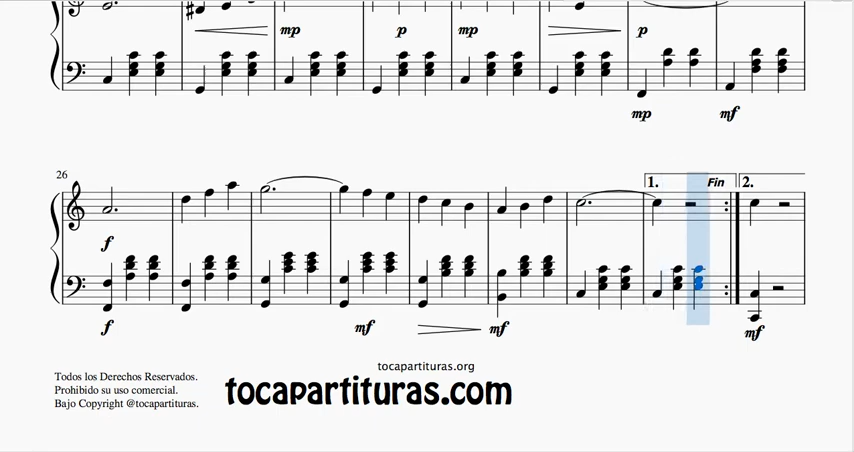 mp p mp p
mp mf
26
1. Fin 2.
f
f mf mf mf
tocapartituras.org
Todos los Derechos Reservados.
Prohibido su uso comercial.
Bajo Copyright @tocapartituras.
tocapartituras.com